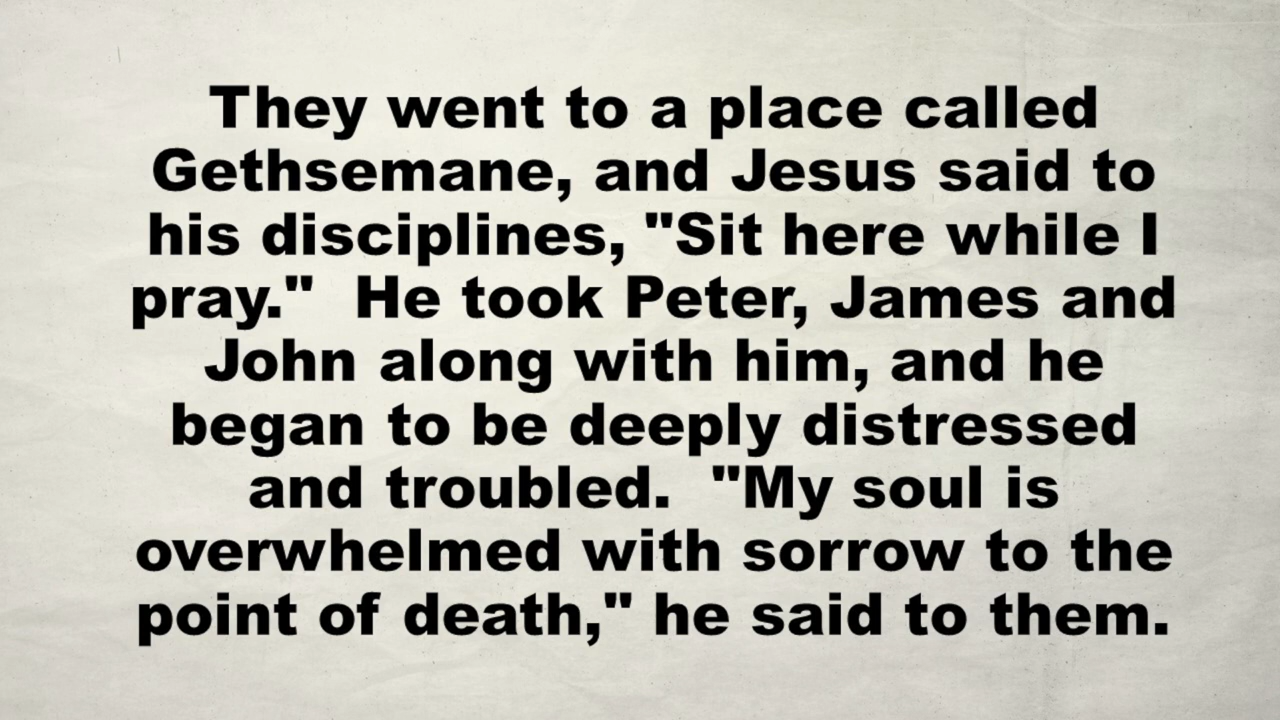 They went to a place called
Gethsemane, and Jesus said to
his disciplines, "Sit here while I
pray."  He took Peter, James and
John along with him, and he
began to be deeply distressed
and troubled.  "My soul is
overwhelmed with sorrow to the
point of death," he said to them.